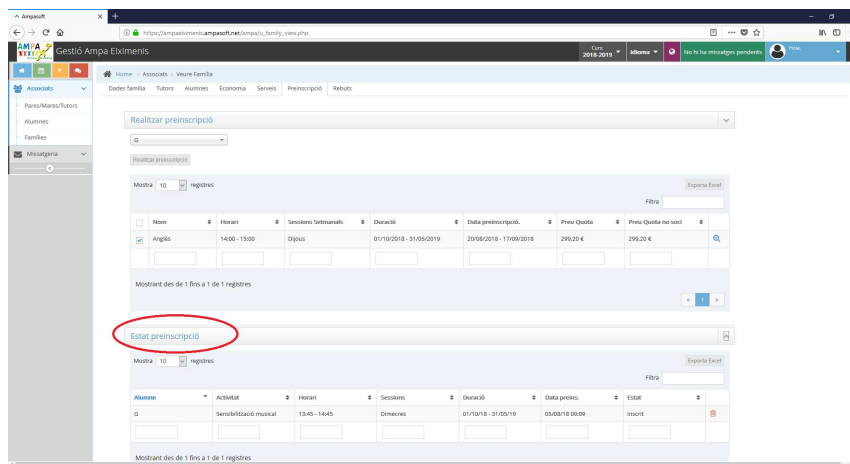 Ampasoft
https://ampaeiximenis.ampasoft.net/ampa/u_family_view.php
AMPA Gestió Ampa Eiximenis
Curs: 2018-2019 Idioma No hi ha missatges pendents Hola,
Home Associats Veure Família
Associats
Pares/Mares/Tutors
Alumnes
Famílies
Missatgeria
Dades família Tutors Alumnes Economia Serveis Preinscripció Rebuts
Realitzar preinscripció
G
Realitzar preinscripció
Mostra 10 registres
Exporta Excel
Filtra
Nom Horari Sessions Setmanals Duració Data preinscripció. Preu Quota Preu Quota no soci
Anglès 14:00 - 15:00 Dijous 01/10/2018 - 31/05/2019 20/08/2018 - 17/09/2018 299,20 € 299,20 €
Mostrant des de 1 fins a 1 de 1 registres
« 1 »
Estat preinscripció
Mostra 10 registres
Exporta Excel
Filtra
Alumne Activitat Horari Sessions Duració Data preins. Estat
G Sensibilització musical 13:45 - 14:45 Dimecres 01/10/18 - 31/05/19 05/08/18 09:09 Inscrit
Mostrant des de 1 fins a 1 de 1 registres